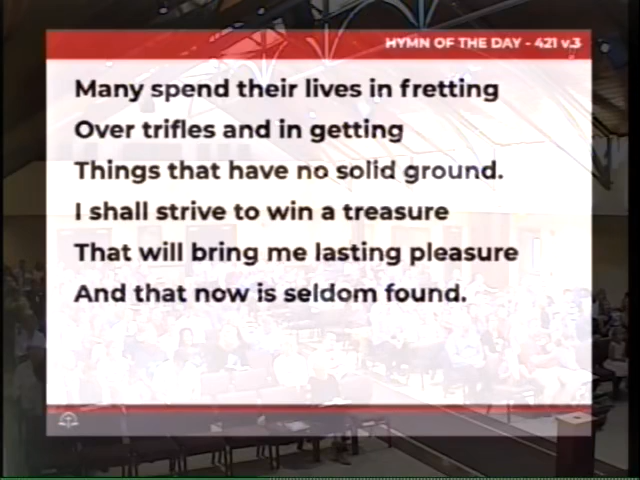 HYMN OF THE DAY - 421 v.3
Many spend their lives in fretting
Over trifles and in getting
Things that have no solid ground.
I shall strive to win a treasure
That will bring me lasting pleasure
And that now is seldom found.